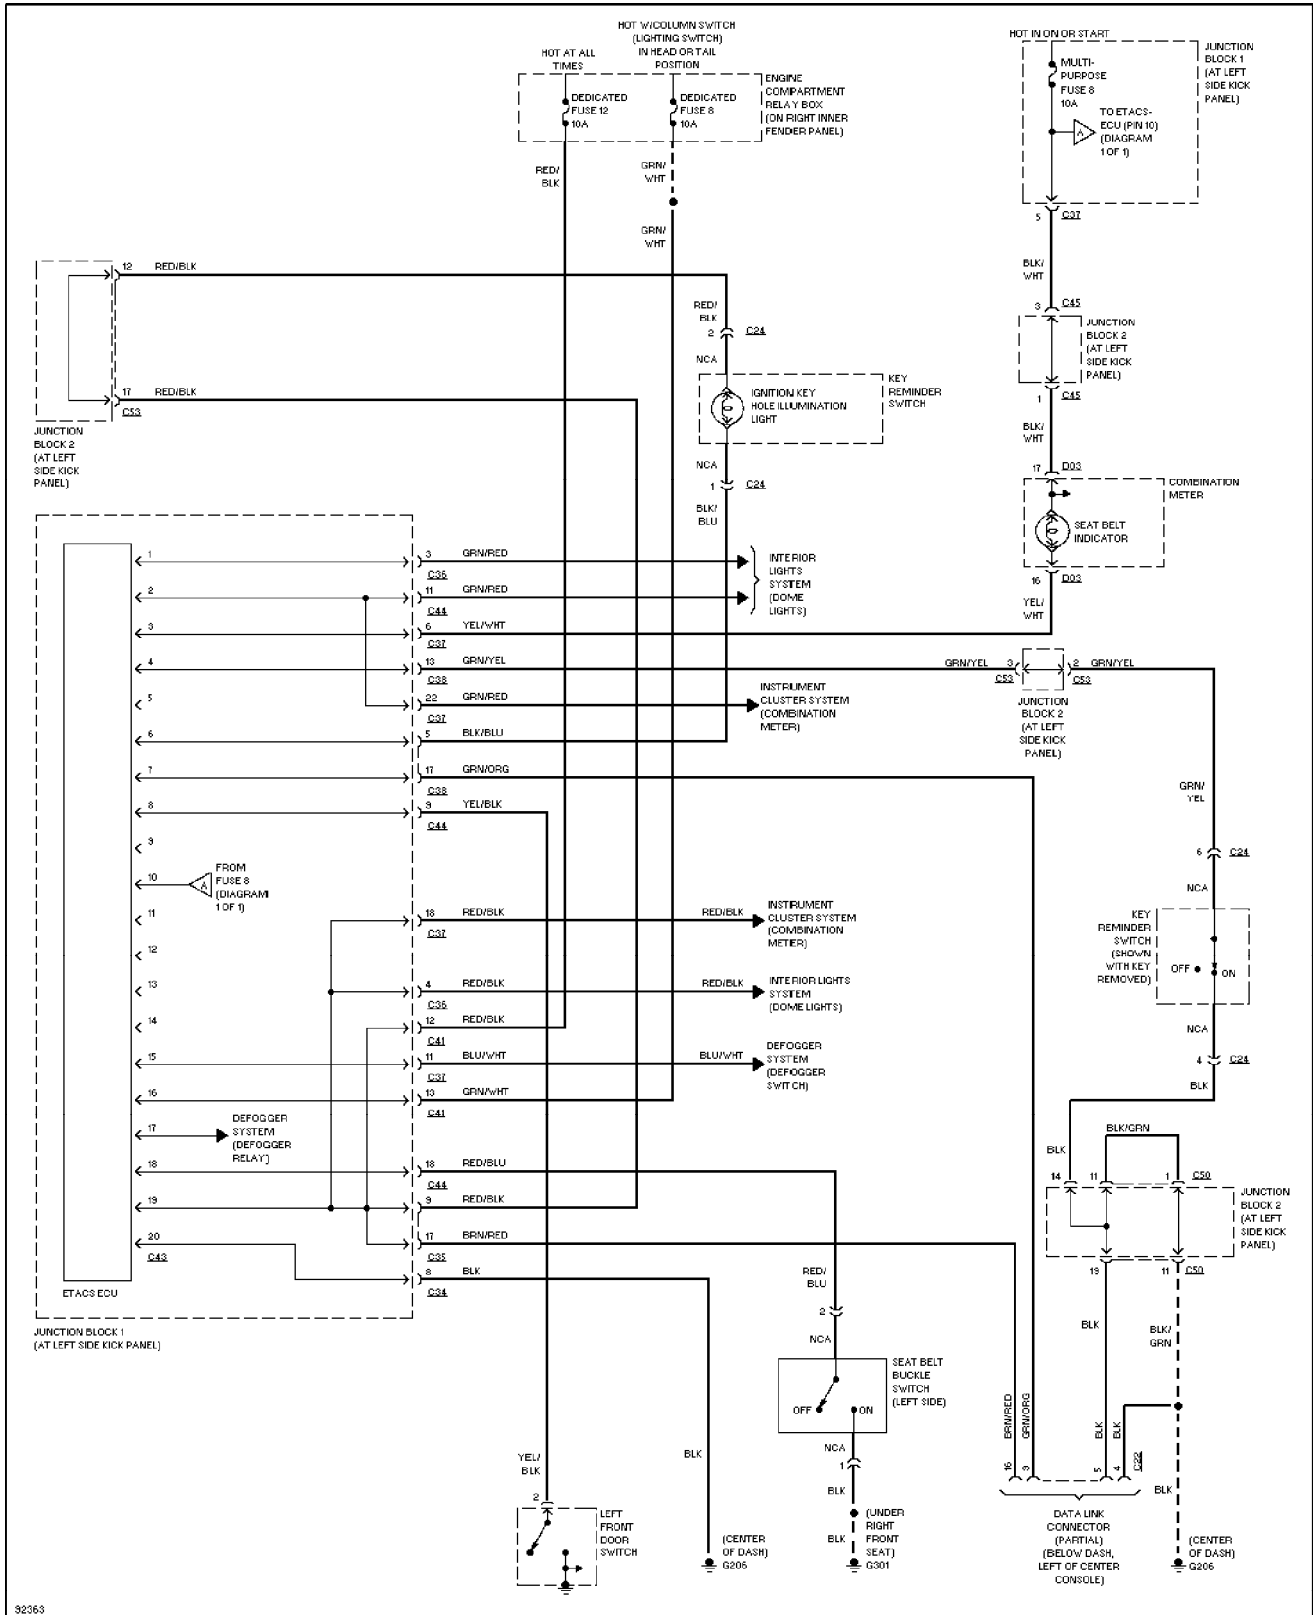 HOT W/COLUMN SWITCH
(LIGHTING SWITCH)
IN HEAD OR TAIL
POSITION
HOT AT ALL
TIMES
HOT IN ON OR START
DEDICATED
FUSE 12
10A
DEDICATED
FUSE 8
10A
ENGINE
COMPARTMENT
RELAY BOX
(ON RIGHT INNER
FENDER PANEL)
MULTI-
PURPOSE
FUSE 8
10A
A
TO ETACS-
ECU (PIN 10)
(DIAGRAM
1 OF 1)
JUNCTION
BLOCK 1
(AT LEFT
SIDE KICK
PANEL)
RED/
BLK
GRN/
WHT
GRN/
WHT
5 C37
BLK/
WHT
3 C45
JUNCTION
BLOCK 2
(AT LEFT
SIDE KICK
PANEL)
1 C45
BLK/
WHT
17 D03
COMBINATION
METER
SEAT BELT
INDICATOR
16 D03
YEL/
WHT
12 RED/BLK
17 RED/BLK
C53
JUNCTION
BLOCK 2
(AT LEFT
SIDE KICK
PANEL)
RED/
BLK
2 C24
NCA
IGNITION KEY
HOLE ILLUMINATION
LIGHT
KEY
REMINDER
SWITCH
NCA
1 C24
BLK/
BLU
1 3 GRN/RED
C36
2 11 GRN/RED
C44
INTERIOR
LIGHTS
SYSTEM
(DOME
LIGHTS)
3 6 YEL/WHT
C37
4 13 GRN/YEL
C38
GRN/YEL 3 2 GRN/YEL
C53 C53
JUNCTION
BLOCK 2
(AT LEFT
SIDE KICK
PANEL)
5 22 GRN/RED
C37
INSTRUMENT
CLUSTER SYSTEM
(COMBINATION
METER)
6 5 BLK/BLU
7 17 GRN/ORG
C38
8 9 YEL/BLK
C44
9
10
A
FROM
FUSE 8
(DIAGRAM
1 OF 1)
11 18 RED/BLK RED/BLK
C37
INSTRUMENT
CLUSTER SYSTEM
(COMBINATION
METER)
12
13 4 RED/BLK RED/BLK
C36
INTERIOR LIGHTS
SYSTEM
(DOME LIGHTS)
14 12 RED/BLK
C41
15 11 BLU/WHT BLU/WHT
C37
DEFOGGER
SYSTEM
(DEFOGGER
SWITCH)
16 13 GRN/WHT
C41
17
DEFOGGER
SYSTEM
(DEFOGGER
RELAY)
18 18 RED/BLU
C44
19 9 RED/BLK
17 BRN/RED
C35
20
C43
8 BLK
C34
ETACS ECU
JUNCTION BLOCK 1
(AT LEFT SIDE KICK PANEL)
GRN/
YEL
6 C24
NCA
KEY
REMINDER
SWITCH
(SHOWN
WITH KEY
REMOVED)
OFF ON
NCA
4 C24
BLK
BLK/GRN
BLK
14 11 1 C50
JUNCTION
BLOCK 2
(AT LEFT
SIDE KICK
PANEL)
19 11 C50
BLK
BLK/
GRN
RED/
BLU
2
NCA
SEAT BELT
BUCKLE
SWITCH
(LEFT SIDE)
OFF ON
NCA
1
BLK
BLK
(UNDER
RIGHT
FRONT
SEAT)
G301
YEL/
BLK
2
LEFT
FRONT
DOOR
SWITCH
BLK
(CENTER
OF DASH)
G206
BRN/RED
GRN/ORG
BLK
BLK
16 9 5 4 C22
DATA LINK
CONNECTOR
(PARTIAL)
(BELOW DASH,
LEFT OF CENTER
CONSOLE)
BLK
(CENTER
OF DASH)
G206
92363